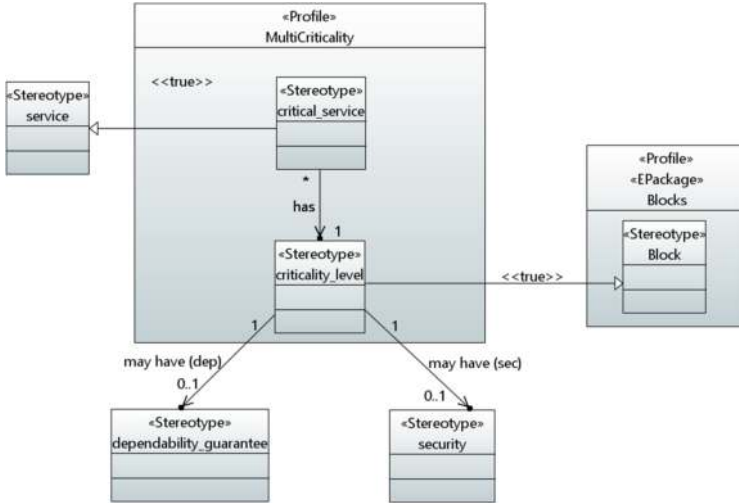 «Profile»
MultiCriticality
<<true>>
«Stereotype»
service
«Stereotype»
critical_service
*
has
1
«Profile»
«EPackage»
Blocks
«Stereotype»
Block
«Stereotype»
criticality_level
<<true>>
1
1
may have (dep)
may have (sec)
0..1
0..1
«Stereotype»
dependability_guarantee
«Stereotype»
security